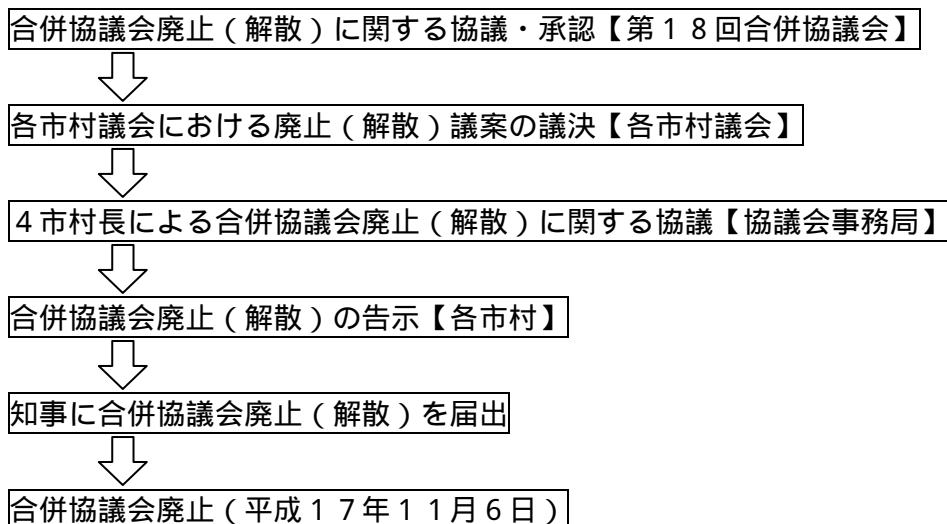 合併協議会廃止（解散）に関する協議・承認【第１８回合併協議会】
各市村議会における廃止（解散）議案の議決【各市村議会】
４市村長による合併協議会廃止（解散）に関する協議【協議会事務局】
合併協議会廃止（解散）の告示【各市村】
知事に合併協議会廃止（解散）を届出
合併協議会廃止（平成１７年１１月６日）